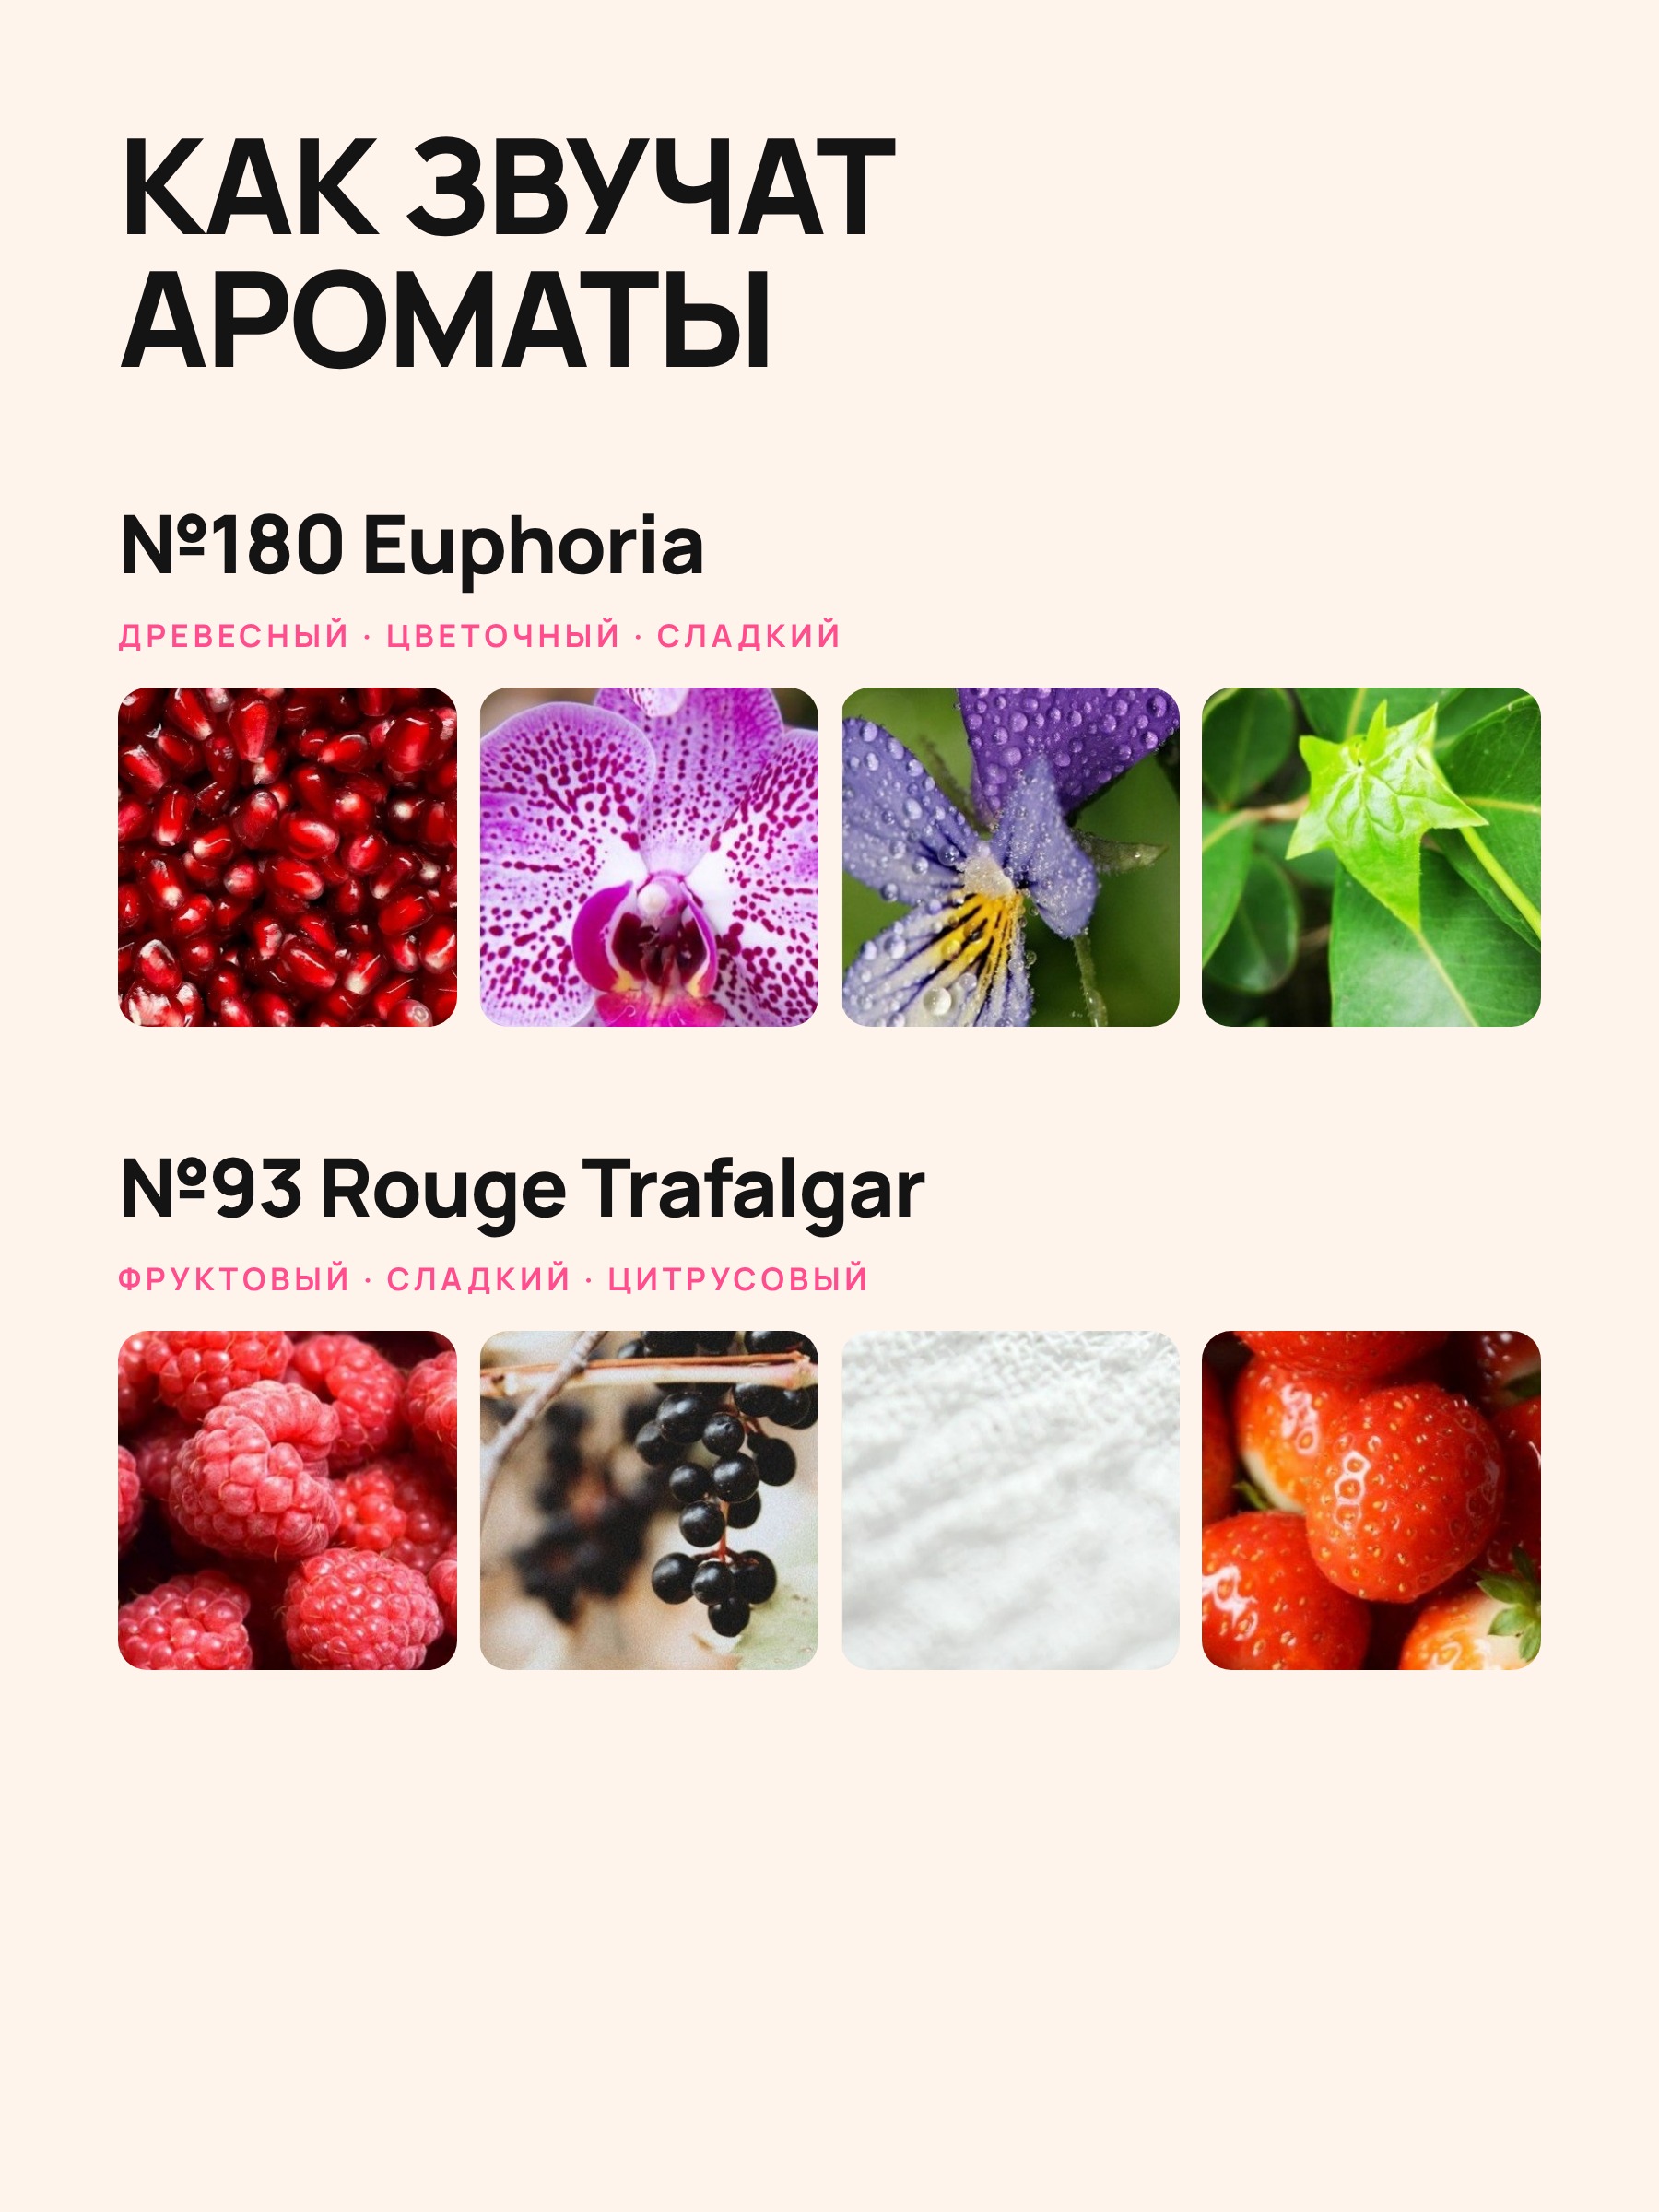 КАК ЗВУЧАТ
АРОМАТЫ
№180 Euphoria
ДРЕВЕСНЫЙ · ЦВЕТОЧНЫЙ · СЛАДКИЙ
№93 Rouge Trafalgar
ФРУКТОВЫЙ · СЛАДКИЙ · ЦИТРУСОВЫЙ